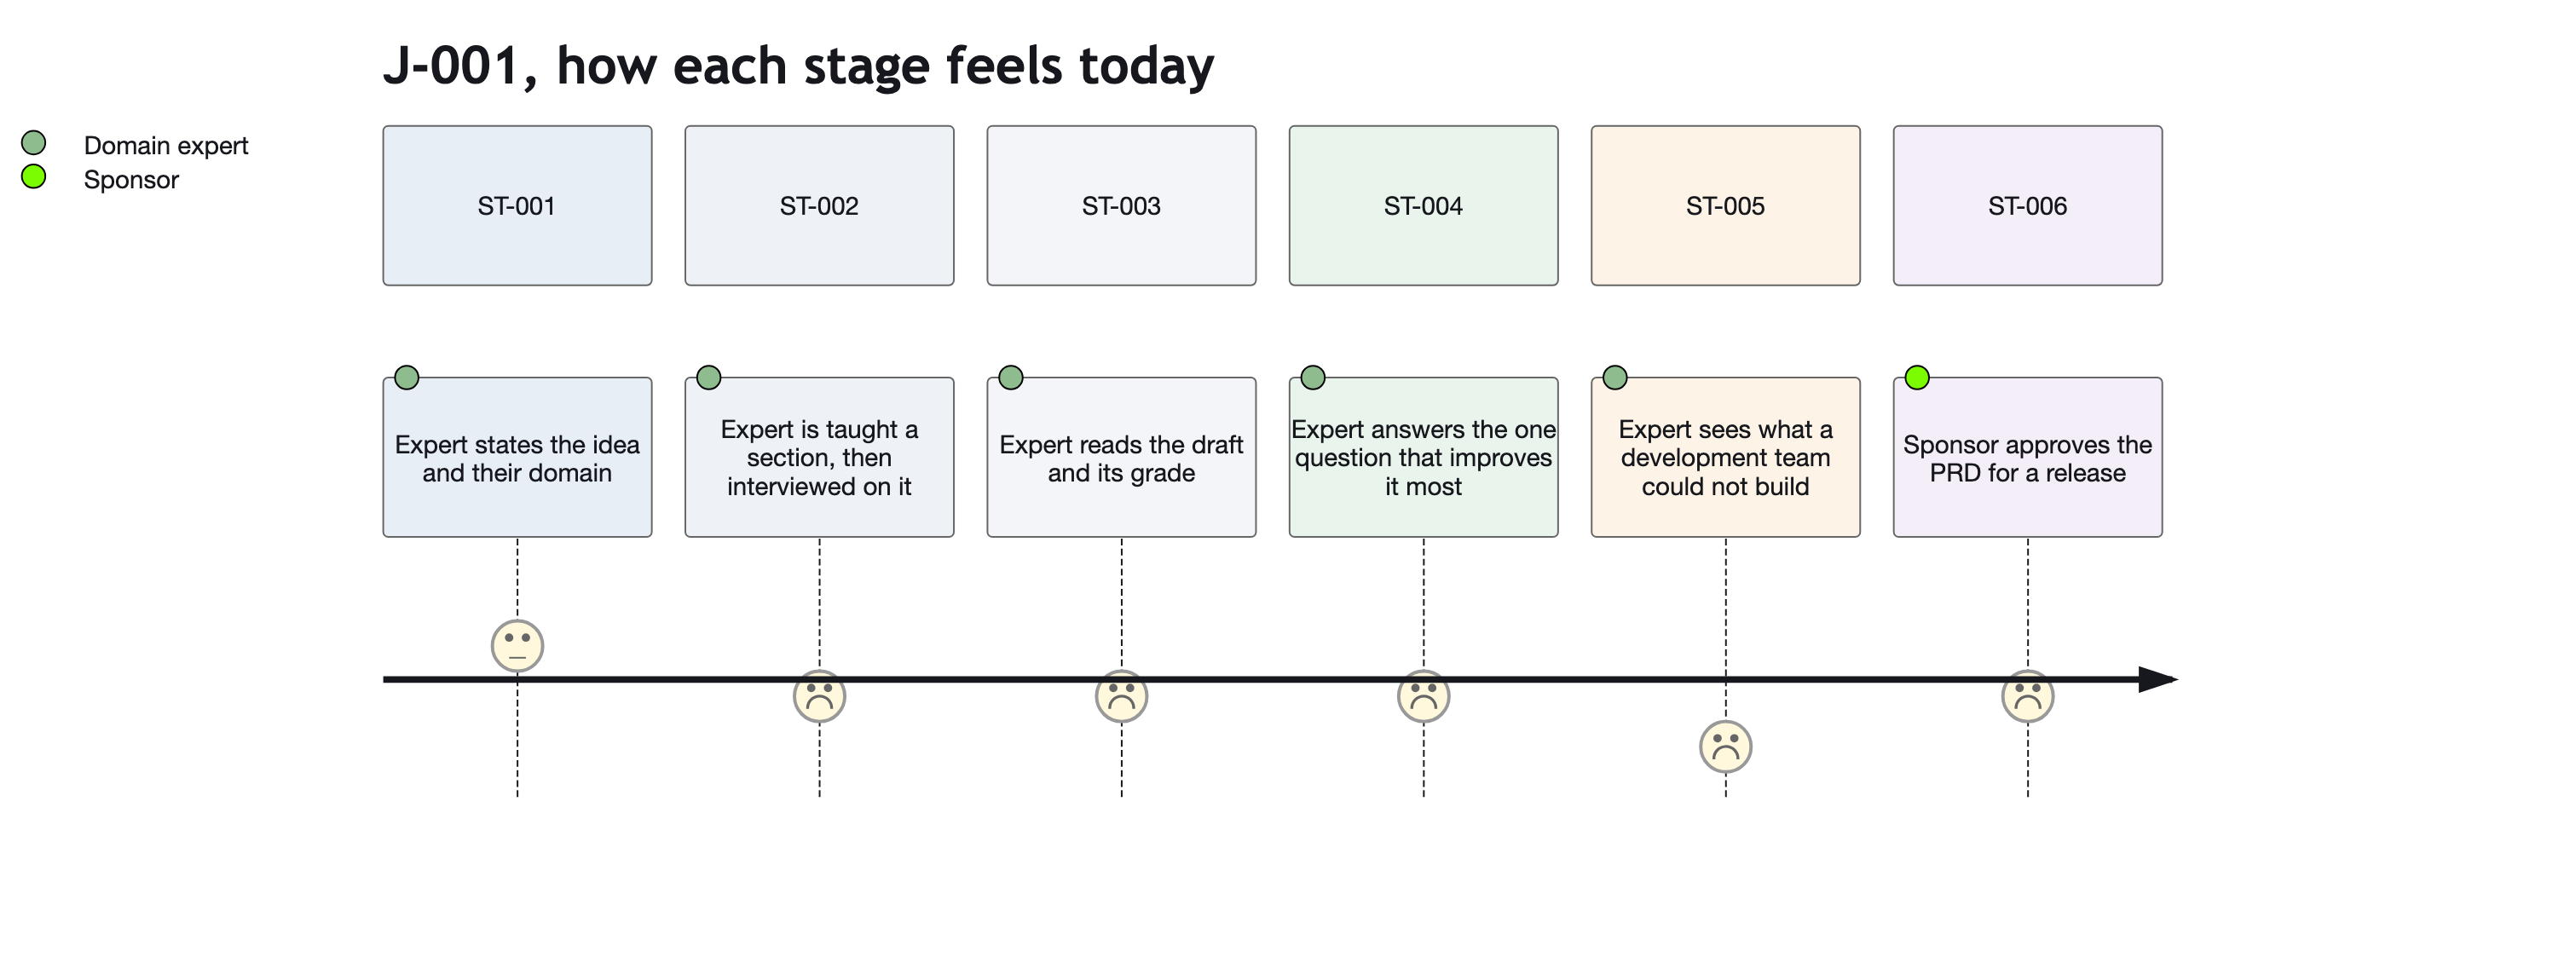 J-001, how each stage feels today
Domain expert
Sponsor
ST-001
ST-002
ST-003
ST-004
ST-005
ST-006
Expert states the idea
and their domain
Expert is taught a
section, then
interviewed on it
Expert reads the draft
and its grade
Expert answers the one
question that improves
it most
Expert sees what a
development team
could not build
Sponsor approves the
PRD for a release